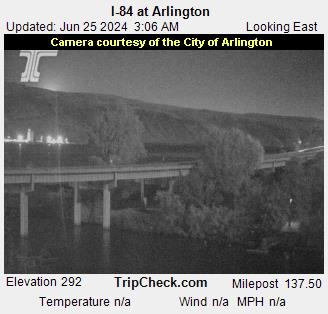 I-84 at Arlington
Updated: Jun 25 2024 3:06 AM Looking East
Camera courtesy of the City of Arlington
Elevation 292 TripCheck.com Milepost 137.50
Temperature n/a Wind n/a MPH n/a